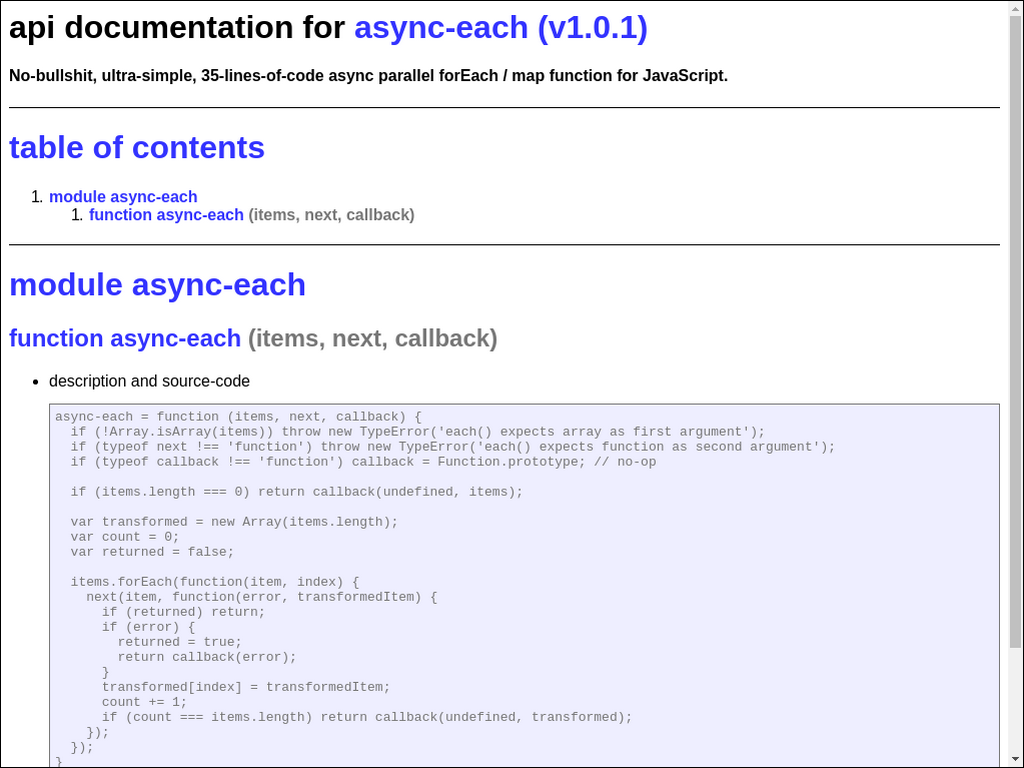 api documentation for async-each (v1.0.1)
No-bullshit, ultra-simple, 35-lines-of-code async parallel forEach / map function for JavaScript.
table of contents
1. module async-each
1. function async-each (items, next, callback)
module async-each
function async-each (items, next, callback)
• description and source-code
async-each = function (items, next, callback) {
  if (!Array.isArray(items)) throw new TypeError('each() expects array as first argument');
  if (typeof next !== 'function') throw new TypeError('each() expects function as second argument');
  if (typeof callback !== 'function') callback = Function.prototype; // no-op
  if (items.length === 0) return callback(undefined, items);
  var transformed = new Array(items.length);
  var count = 0;
  var returned = false;
  items.forEach(function(item, index) {
    next(item, function(error, transformedItem) {
      if (returned) return;
      if (error) {
        returned = true;
        return callback(error);
      }
      transformed[index] = transformedItem;
      count += 1;
      if (count === items.length) return callback(undefined, transformed);
    });
  });
}